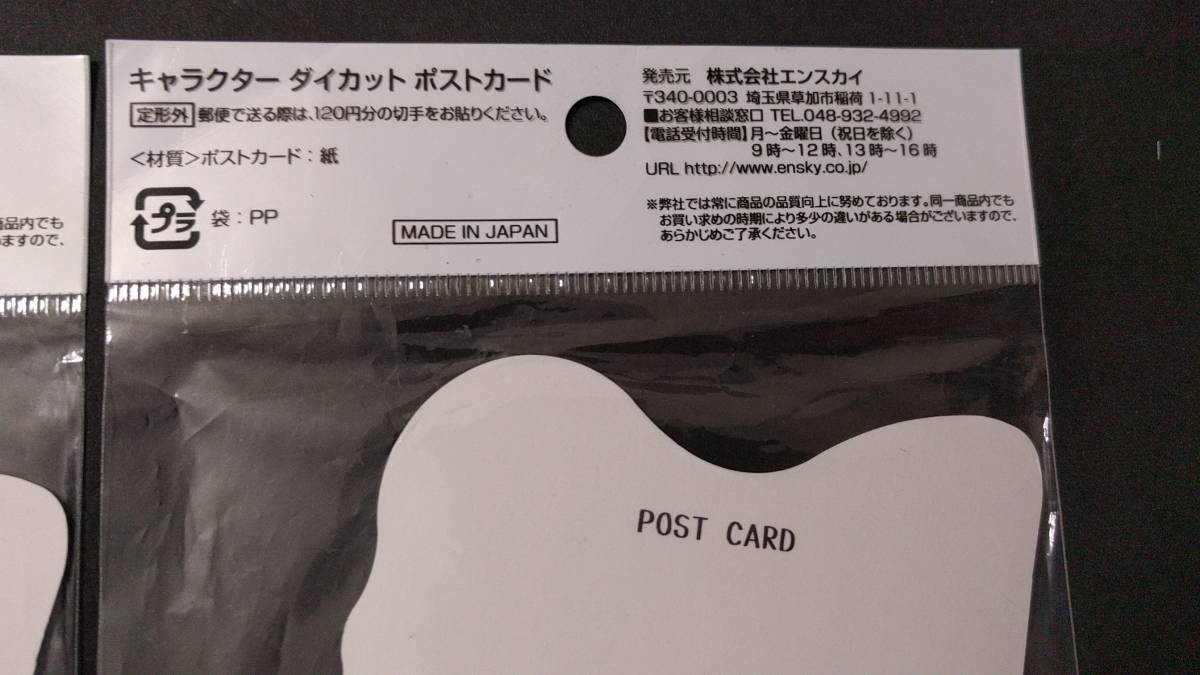 キャラクター ダイカット ポストカード
定形外 郵便で送る際は、120円分の切手をお貼りください。
<材質>ポストカード：紙
プラ 袋：PP
MADE IN JAPAN
発売元 株式会社エンスカイ
〒340-0003 埼玉県草加市稲荷 1-11-1
■お客様相談窓口 TEL.048-932-4992
【電話受付時間】月～金曜日（祝日を除く）
9時～12時、13時～16時
URL http://www.ensky.co.jp/
※弊社では常に商品の品質向上に努めております。同一商品内でも
お買い求めの時期により多少の違いがある場合がございますので、
あらかじめご了承ください。
商品内でも
いますので、
POST CARD